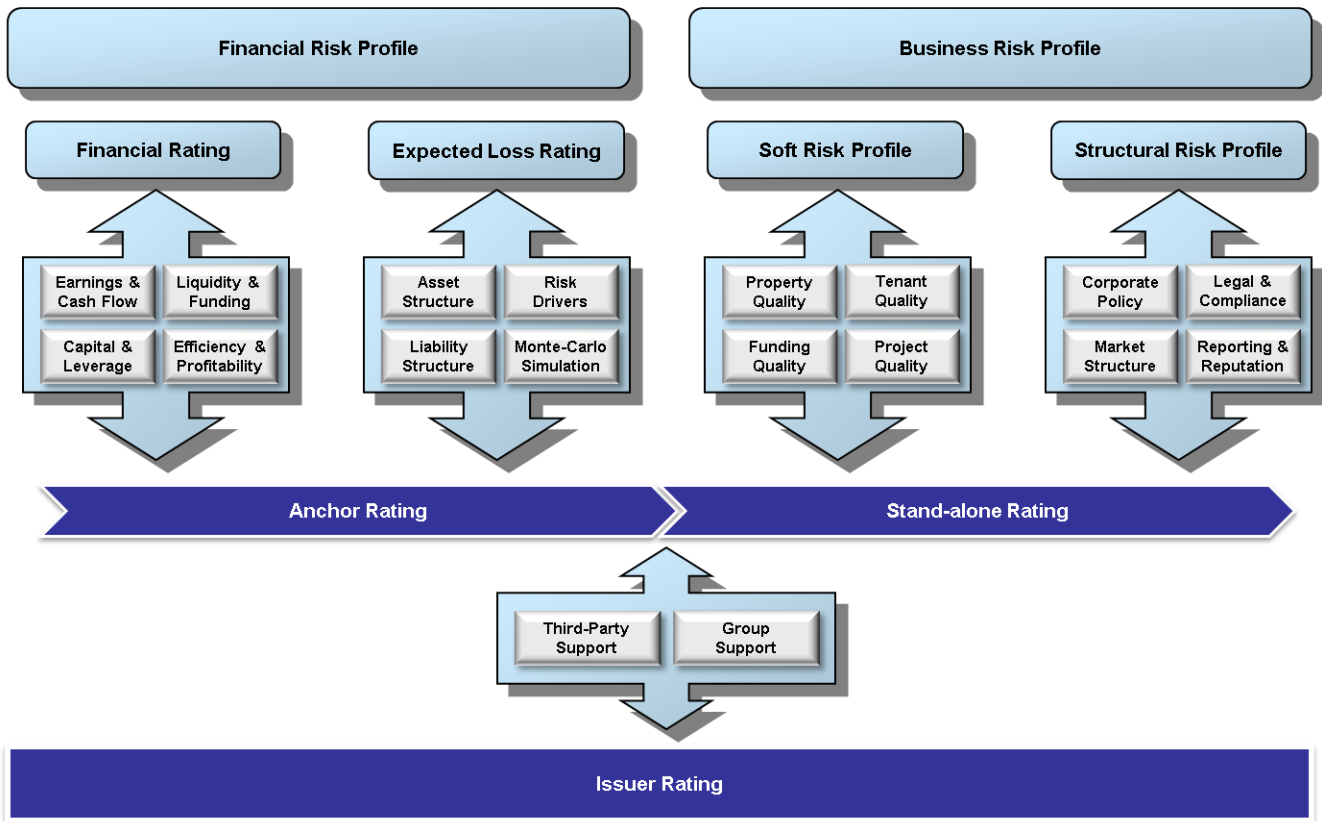 Financial Risk Profile
Business Risk Profile
Financial Rating
Expected Loss Rating
Soft Risk Profile
Structural Risk Profile
Earnings &
Cash Flow
Liquidity &
Funding
Capital &
Leverage
Efficiency &
Profitability
Asset
Structure
Risk
Drivers
Liability
Structure
Monte-Carlo
Simulation
Property
Quality
Tenant
Quality
Funding
Quality
Project
Quality
Corporate
Policy
Legal &
Compliance
Market
Structure
Reporting &
Reputation
Anchor Rating
Stand-alone Rating
Third-Party
Support
Group
Support
Issuer Rating